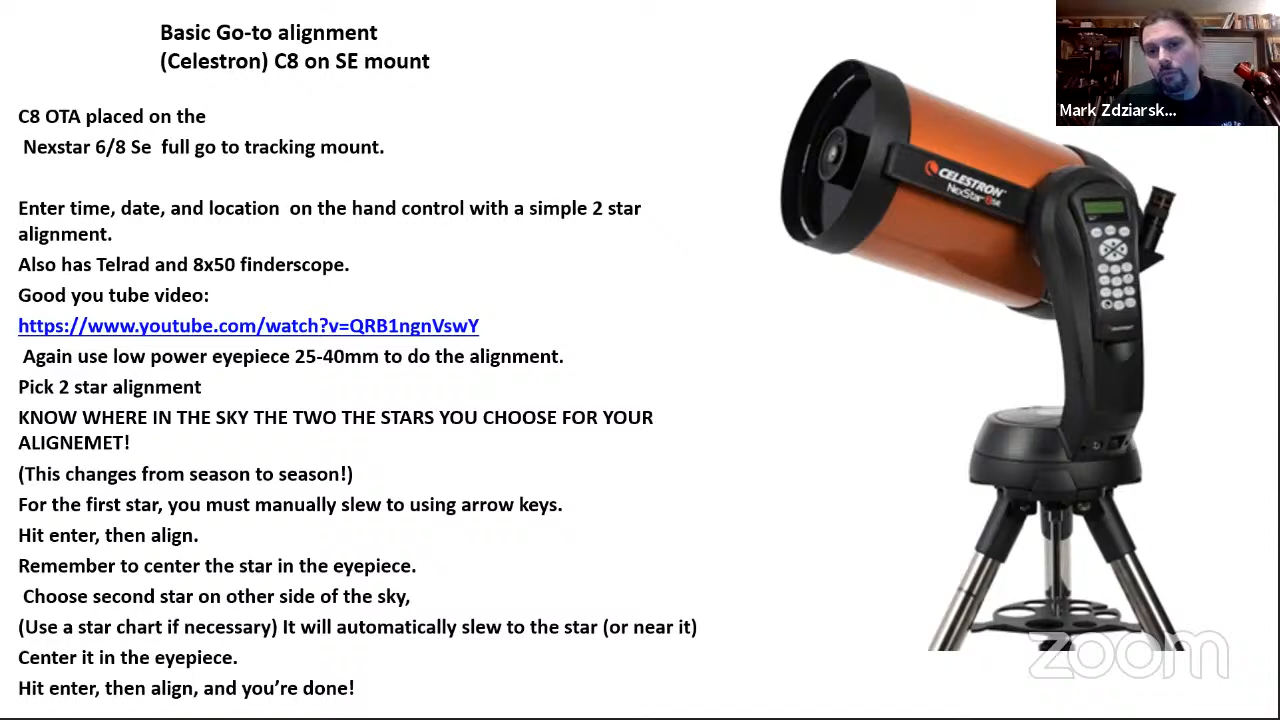 Basic Go-to alignment
(Celestron) C8 on SE mount
Mark Zdziarsk...
C8 OTA placed on the
Nexstar 6/8 Se  full go to tracking mount.
CELESTRON
NexStar 8SE
Enter time, date, and location  on the hand control with a simple 2 star
alignment.
Also has Telrad and 8x50 finderscope.
Good you tube video:
https://www.youtube.com/watch?v=QRB1ngnVswY
Again use low power eyepiece 25-40mm to do the alignment.
Pick 2 star alignment
KNOW WHERE IN THE SKY THE TWO THE STARS YOU CHOOSE FOR YOUR
ALIGNEMET!
(This changes from season to season!)
For the first star, you must manually slew to using arrow keys.
Hit enter, then align.
Remember to center the star in the eyepiece.
Choose second star on other side of the sky,
(Use a star chart if necessary) It will automatically slew to the star (or near it)
Center it in the eyepiece.
Hit enter, then align, and you're done!
zoom